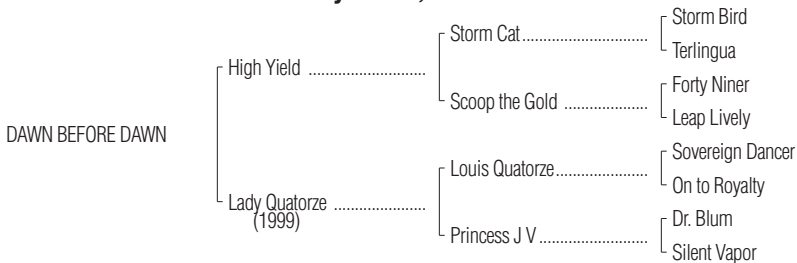 Storm Bird
Storm Cat
Terlingua
High Yield
Forty Niner
Scoop the Gold
Leap Lively
DAWN BEFORE DAWN
Sovereign Dancer
Louis Quatorze
On to Royalty
Lady Quatorze
(1999)
Dr. Blum
Princess J V
Silent Vapor